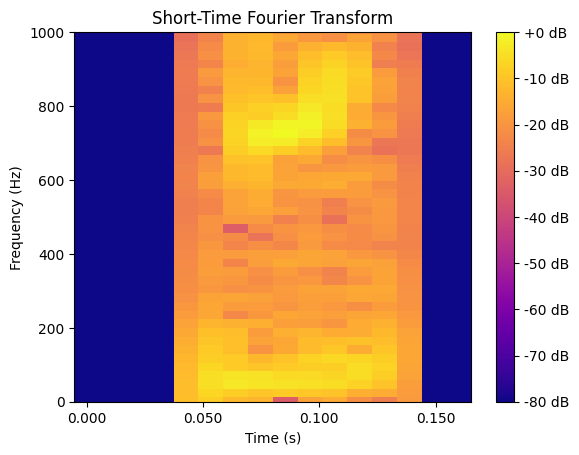 Short-Time Fourier Transform
1000
800
600
400
200
0
Frequency (Hz)
0.000
0.050
0.100
0.150
Time (s)
+0 dB
-10 dB
-20 dB
-30 dB
-40 dB
-50 dB
-60 dB
-70 dB
-80 dB